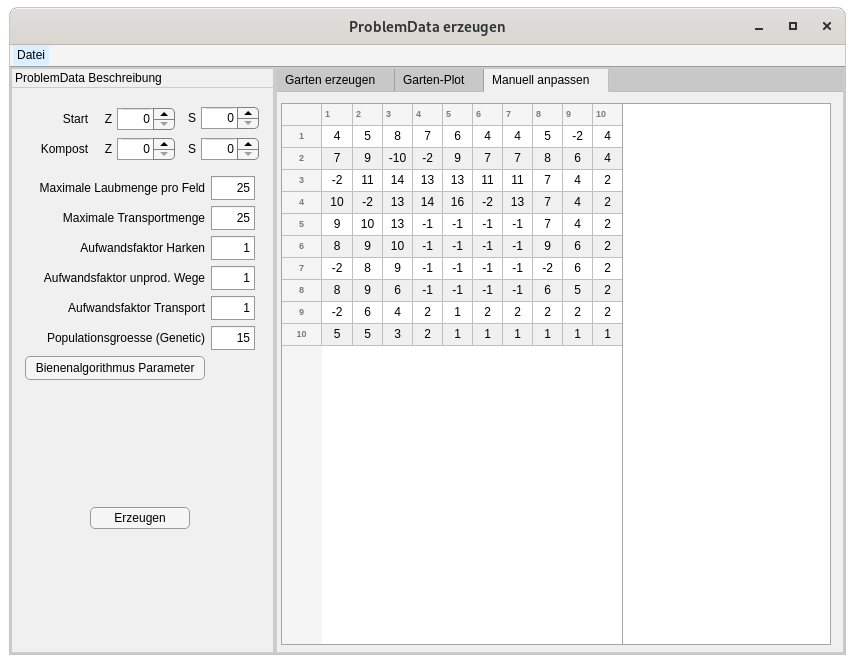 ProblemData erzeugen
Datei
ProblemData Beschreibung
Start Z 0 S 0
Kompost Z 0 S 0
Maximale Laubmenge pro Feld 25
Maximale Transportmenge 25
Aufwandsfaktor Harken 1
Aufwandsfaktor unprod. Wege 1
Aufwandsfaktor Transport 1
Populationsgroesse (Genetic) 15
Bienenalgorithmus Parameter
Erzeugen
Garten erzeugen Garten-Plot Manuell anpassen
1 2 3 4 5 6 7 8 9 10
1 4 5 8 7 6 4 4 5 -2 4
2 7 9 -10 -2 9 7 7 8 6 4
3 -2 11 14 13 13 11 11 7 4 2
4 10 -2 13 14 16 -2 13 7 4 2
5 9 10 13 -1 -1 -1 -1 7 4 2
6 8 9 10 -1 -1 -1 -1 9 6 2
7 -2 8 9 -1 -1 -1 -1 -2 6 2
8 8 9 6 -1 -1 -1 -1 6 5 2
9 -2 6 4 2 1 2 2 2 2 2
10 5 5 3 2 1 1 1 1 1 1